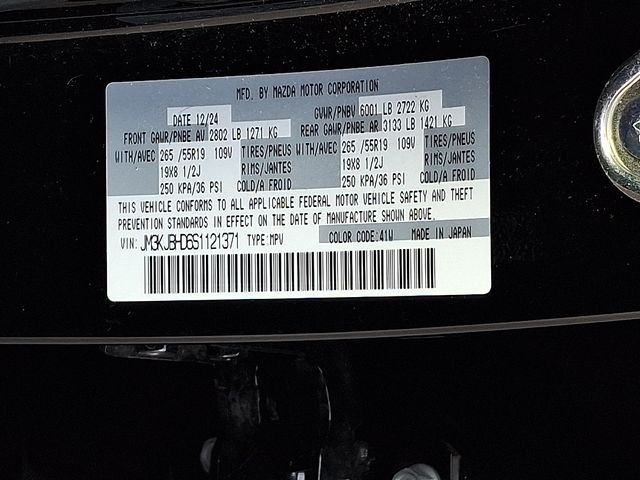 MFD. BY MAZDA MOTOR CORPORATION
DATE 12/24 GVWR/PNBV 6001 LB 2722 KG
FRONT GAWR/PNBE AV 2802 LB 1271 KG REAR GAWR/PNBE AR 3133 LB 1421 KG
WITH/AVEC 265 /55R19 109V TIRES/PNEUS WITH/AVEC 265 /55R19 109V TIRES/PNEUS
19X8 1/2J RIMS/JANTES 19X8 1/2J RIMS/JANTES
250 KPA/36 PSI COLD/A FROID 250 KPA/36 PSI COLD/A FROID
THIS VEHICLE CONFORMS TO ALL APPLICABLE FEDERAL MOTOR VEHICLE SAFETY AND THEFT
PREVENTION STANDARDS IN EFFECT ON THE DATE OF MANUFACTURE SHOWN ABOVE.
VIN: JM3KJBHD6S1121371 TYPE:MPV COLOR CODE:41W MADE IN JAPAN